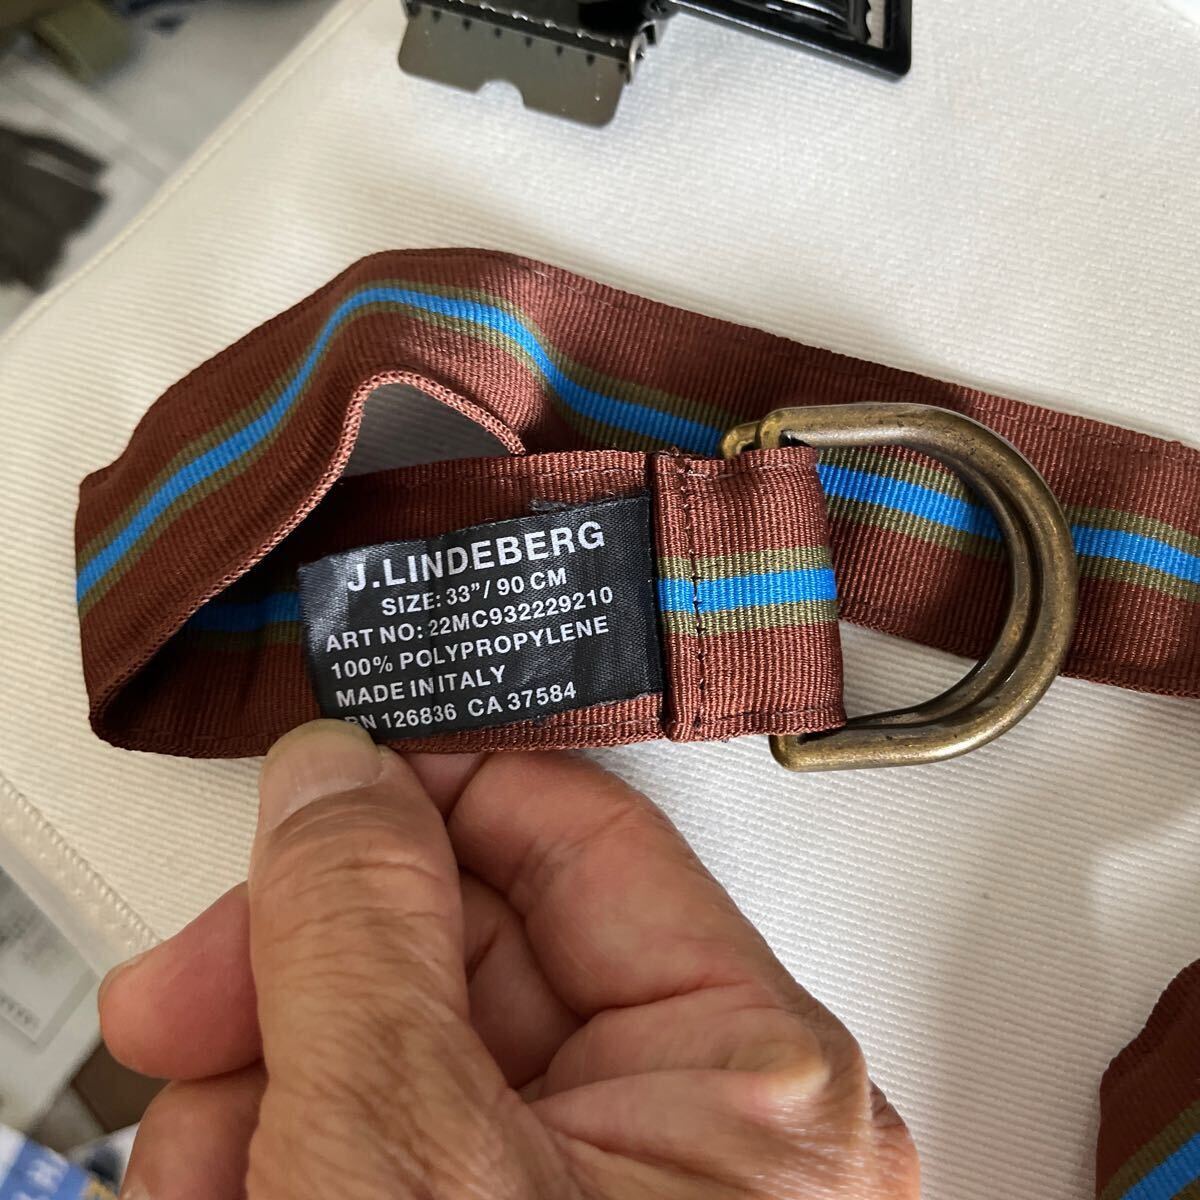 J.LINDEBERG
SIZE: 33"/ 90 CM
ART NO: 22MC932229210
100% POLYPROPYLENE
MADE IN ITALY
RN 126836 CA 37584